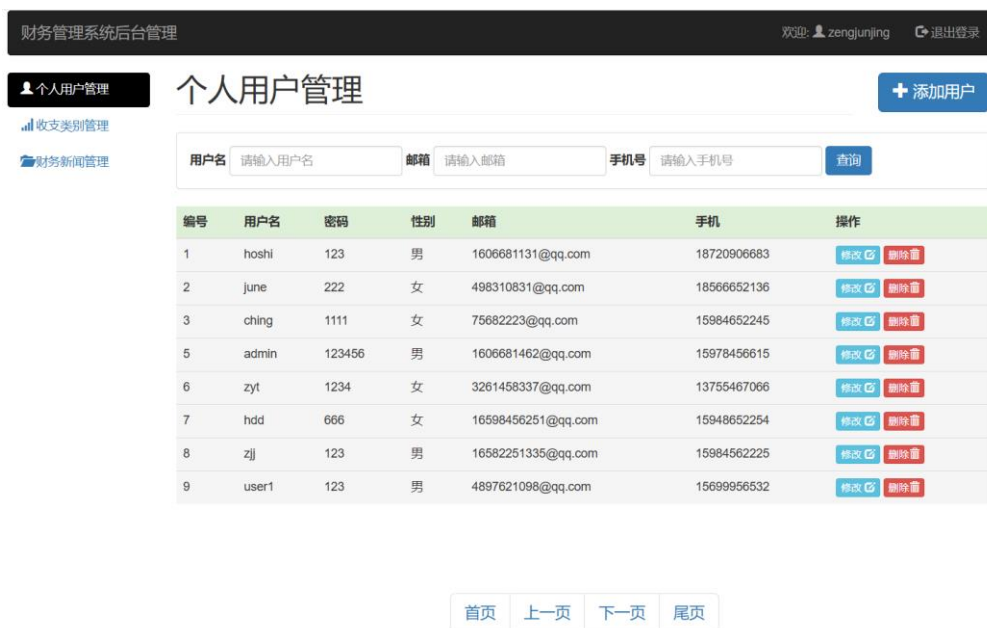 财务管理系统后台管理 欢迎: zengjunjing 退出登录
个人用户管理
收支类别管理
财务新闻管理
个人用户管理 添加用户
用户名 请输入用户名 邮箱 请输入邮箱 手机号 请输入手机号 查询
编号 用户名 密码 性别 邮箱 手机 操作
1 hoshi 123 男 1606681131@qq.com 18720906683 修改 删除
2 june 222 女 498310831@qq.com 18566652136 修改 删除
3 ching 1111 女 75682223@qq.com 15984652245 修改 删除
5 admin 123456 男 1606681462@qq.com 15978456615 修改 删除
6 zyt 1234 女 3261458337@qq.com 13755467066 修改 删除
7 hdd 666 女 16598456251@qq.com 15948652254 修改 删除
8 zjj 123 男 16582251335@qq.com 15984562225 修改 删除
9 user1 123 男 4897621098@qq.com 15699956532 修改 删除
首页 上一页 下一页 尾页